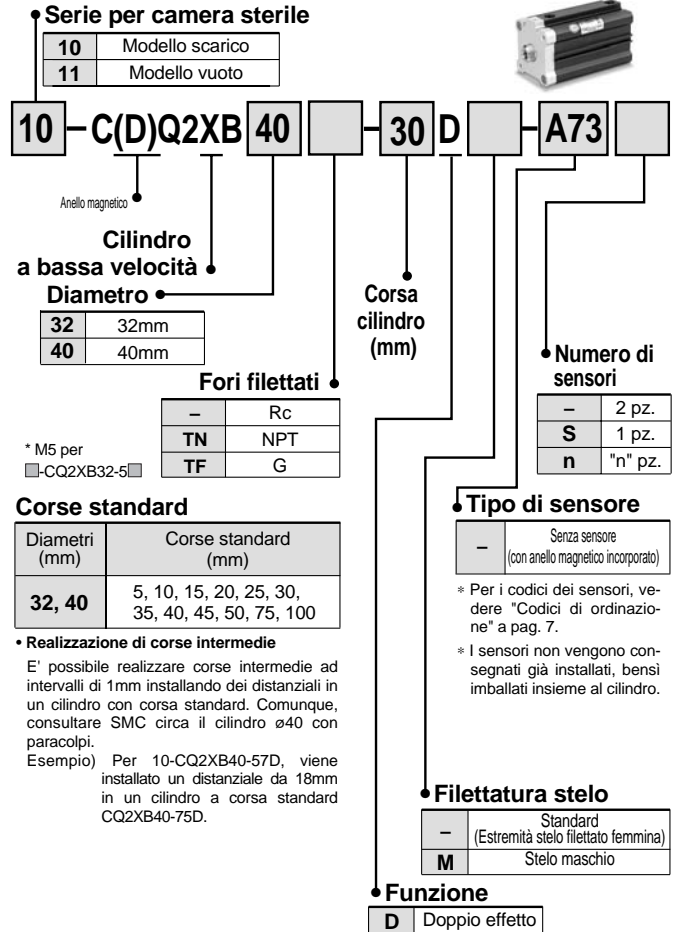 Serie per camera sterile
10 Modello scarico
11 Modello vuoto
10 – C(D)Q2XB 40 – 30 D – A73
Anello magnetico
Cilindro
a bassa velocità
Diametro
32 32mm
40 40mm
Corsa
cilindro
(mm)
Numero di
sensori
– 2 pz.
S 1 pz.
n "n" pz.
Fori filettati
– Rc
TN NPT
TF G
* M5 per
-CQ2XB32-5
Corse standard
Diametri
(mm)
Corse standard
(mm)
32, 40
5, 10, 15, 20, 25, 30,
35, 40, 45, 50, 75, 100
• Realizzazione di corse intermedie
E' possibile realizzare corse intermedie ad
intervalli di 1mm installando dei distanziali in
un cilindro con corsa standard. Comunque,
consultare SMC circa il cilindro ø40 con
paracolpi.
Esempio) Per 10-CQ2XB40-57D, viene
installato un distanziale da 18mm
in un cilindro a corsa standard
CQ2XB40-75D.
Tipo di sensore
– Senza sensore
(con anello magnetico incorporato)
* Per i codici dei sensori, ve-
dere "Codici di ordinazio-
ne" a pag. 7.
* I sensori non vengono con-
segnati già installati, bensì
imballati insieme al cilindro.
Filettatura stelo
– Standard
(Estremità stelo filettato femmina)
M Stelo maschio
Funzione
D Doppio effetto